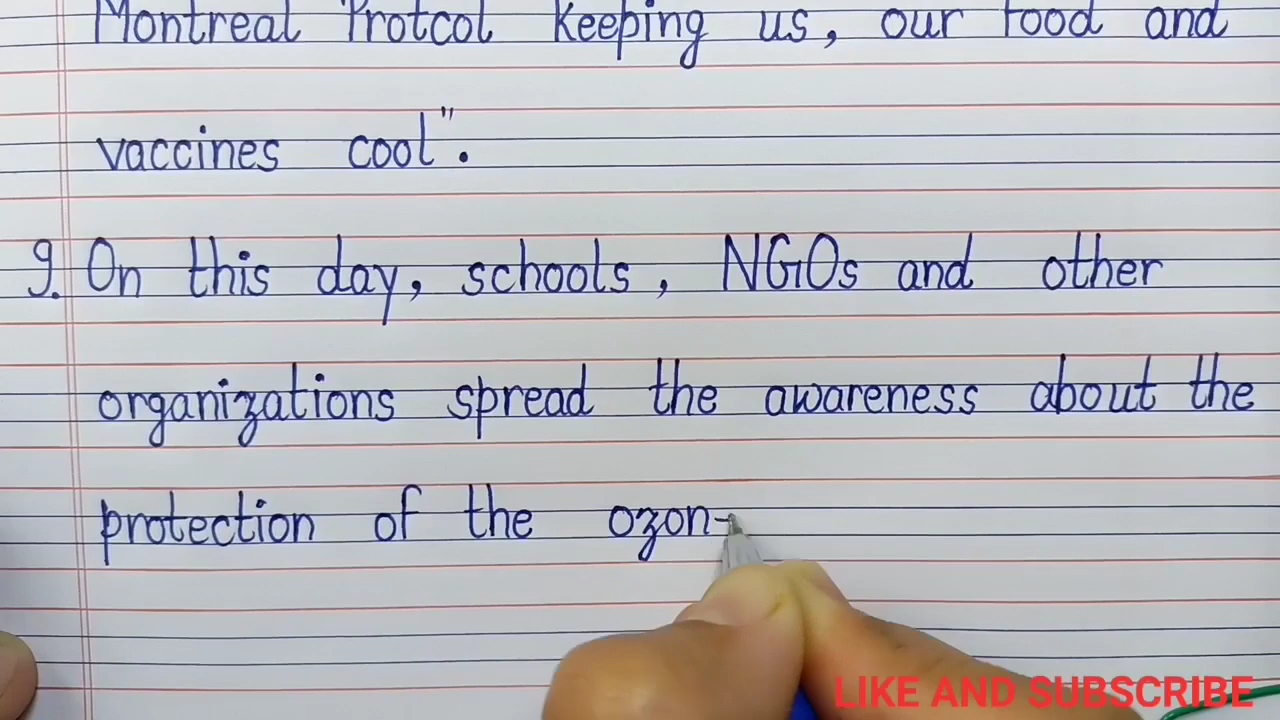 Montreal Protcol keeping us, our food and
vaccines cool".
9. On this day, schools, NGOs and other
organizations spread the awareness about the
protection of the ozon
LIKE AND SUBSCRIBE